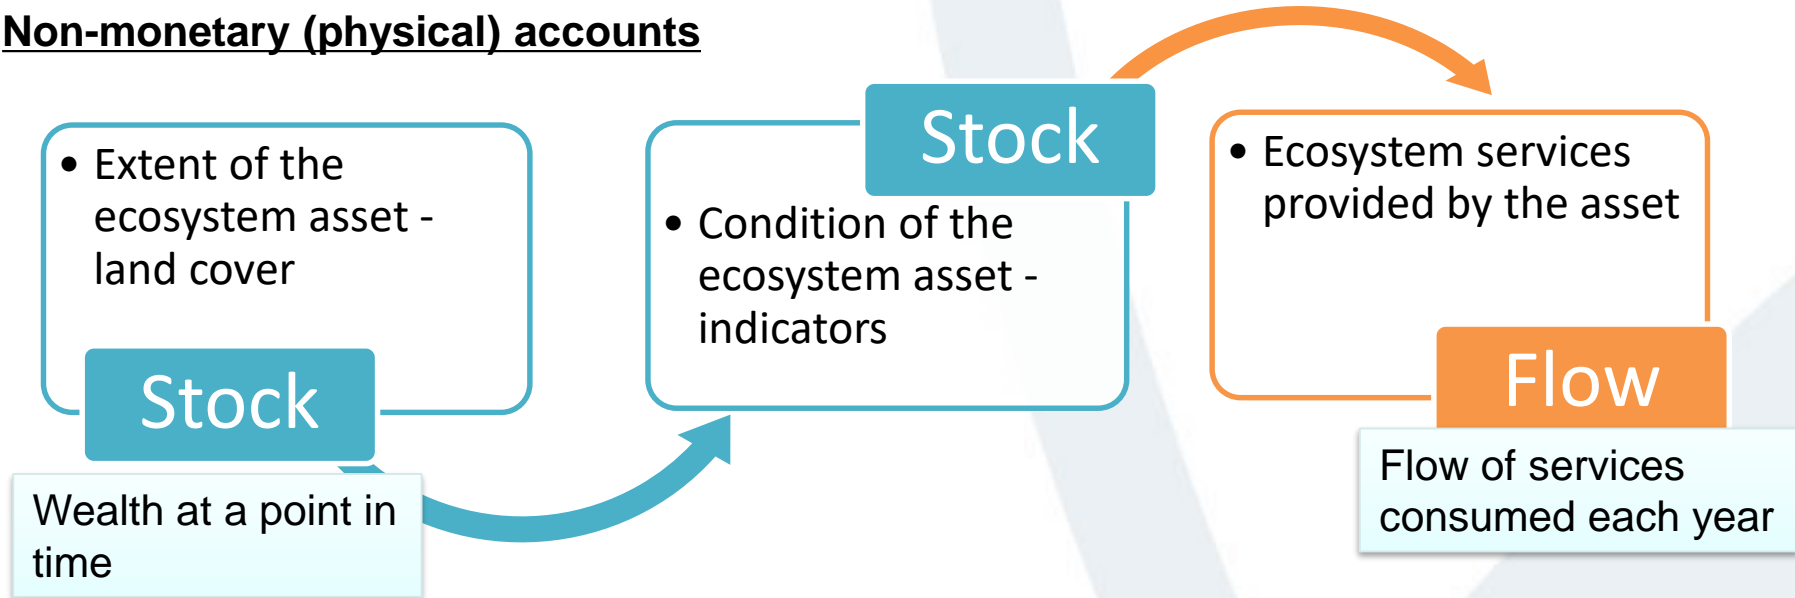 Non-monetary (physical) accounts
• Extent of the
ecosystem asset -
land cover
Stock
Wealth at a point in
time
Stock
• Condition of the
ecosystem asset -
indicators
• Ecosystem services
provided by the asset
Flow
Flow of services
consumed each year